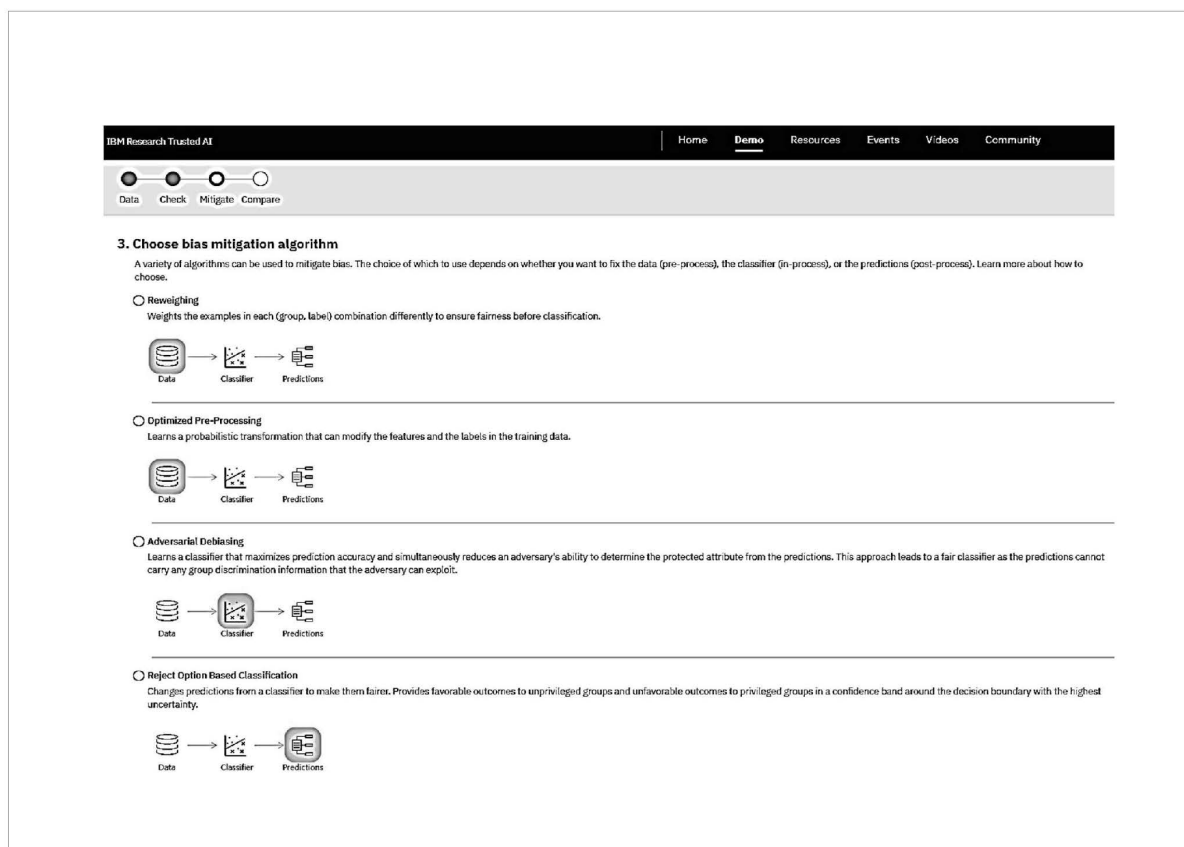 IBM Research Trusted AI
Home Demo Resources Events Videos Community
Data Check Mitigate Compare
3. Choose bias mitigation algorithm
A variety of algorithms can be used to mitigate bias. The choice of which to use depends on whether you want to fix the data (pre-process), the classifier (in-process), or the predictions (post-process). Learn more about how to
choose.
Reweighing
Weights the examples in each (group, label) combination differently to ensure fairness before classification.
Data Classifier Predictions
Optimized Pre-Processing
Learns a probabilistic transformation that can modify the features and the labels in the training data.
Data Classifier Predictions
Adversarial Debiasing
Learns a classifier that maximizes prediction accuracy and simultaneously reduces an adversary's ability to determine the protected attribute from the predictions. This approach leads to a fair classifier as the predictions cannot
carry any group discrimination information that the adversary can exploit.
Data Classifier Predictions
Reject Option Based Classification
Changes predictions from a classifier to make them fairer. Provides favorable outcomes to unprivileged groups and unfavorable outcomes to privileged groups in a confidence band around the decision boundary with the highest
uncertainty.
Data Classifier Predictions